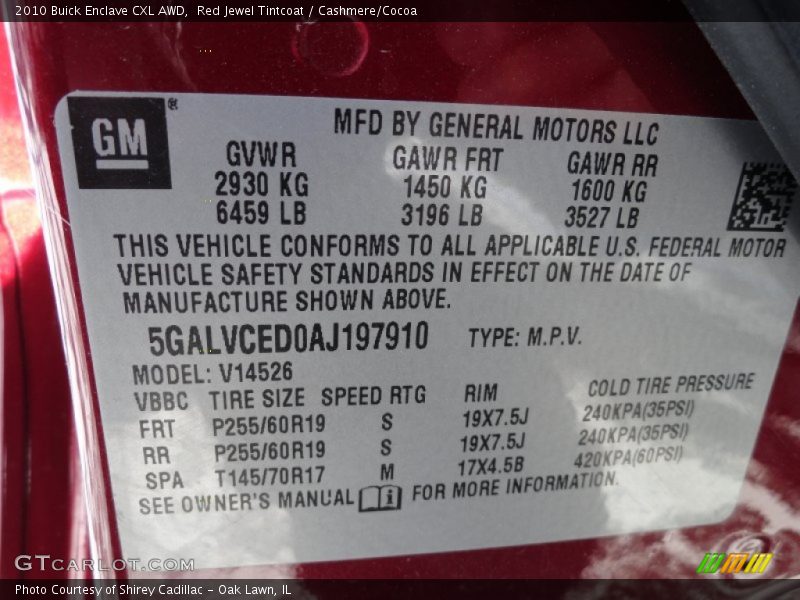 2010 Buick Enclave CXL AWD,  Red Jewel Tintcoat / Cashmere/Cocoa
GM ®
MFD BY GENERAL MOTORS LLC
GVWR GAWR FRT GAWR RR
2930 KG 1450 KG 1600 KG
6459 LB 3196 LB 3527 LB
THIS VEHICLE CONFORMS TO ALL APPLICABLE U.S. FEDERAL MOTOR
VEHICLE SAFETY STANDARDS IN EFFECT ON THE DATE OF
MANUFACTURE SHOWN ABOVE.
5GALVCED0AJ197910 TYPE: M.P.V.
MODEL: V14526
VBBC TIRE SIZE SPEED RTG RIM COLD TIRE PRESSURE
FRT P255/60R19 S 19X7.5J 240KPA(35PSI)
RR P255/60R19 S 19X7.5J 240KPA(35PSI)
SPA T145/70R17 M 17X4.5B 420KPA(60PSI)
SEE OWNER'S MANUAL FOR MORE INFORMATION.
GTCARLOT.COM
Photo Courtesy of Shirey Cadillac - Oak Lawn, IL